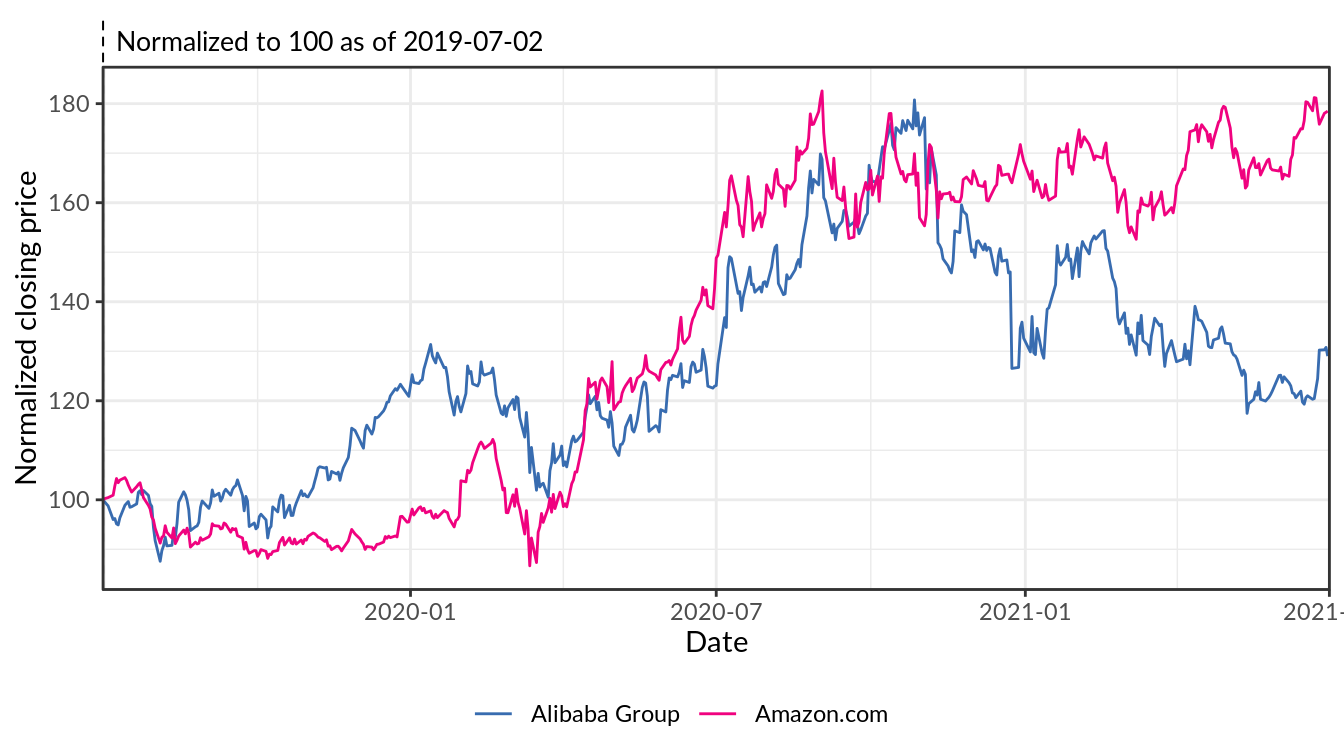 Normalized to 100 as of 2019-07-02
Normalized closing price
180
160
140
120
100
2020-01
2020-07
2021-01
2021-
Date
Alibaba Group
Amazon.com